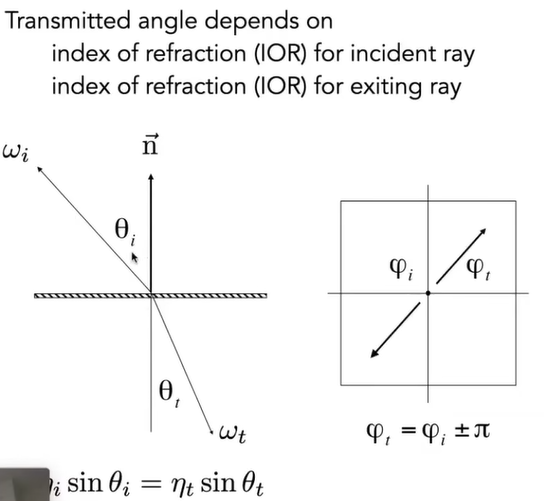 Transmitted angle depends on
index of refraction (IOR) for incident ray
index of refraction (IOR) for exiting ray
ωᵢ
n⃗
θᵢ
θₜ
ωₜ
φᵢ
φₜ
φₜ = φᵢ ± π
ᵢ sin θᵢ = ηₜ sin θₜ